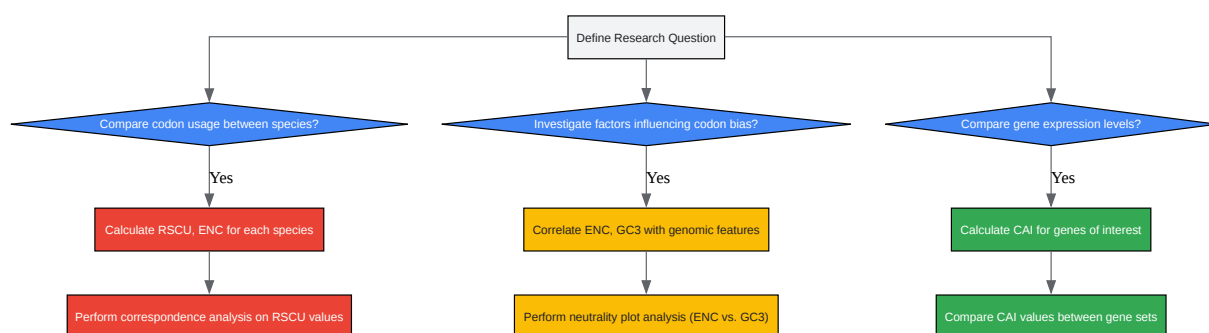 Define Research Question
Compare codon usage between species?
Investigate factors influencing codon bias?
Compare gene expression levels?
Yes
Yes
Yes
Calculate RSCU, ENC for each species
Correlate ENC, GC3 with genomic features
Calculate CAI for genes of interest
Perform correspondence analysis on RSCU values
Perform neutrality plot analysis (ENC vs. GC3)
Compare CAI values between gene sets